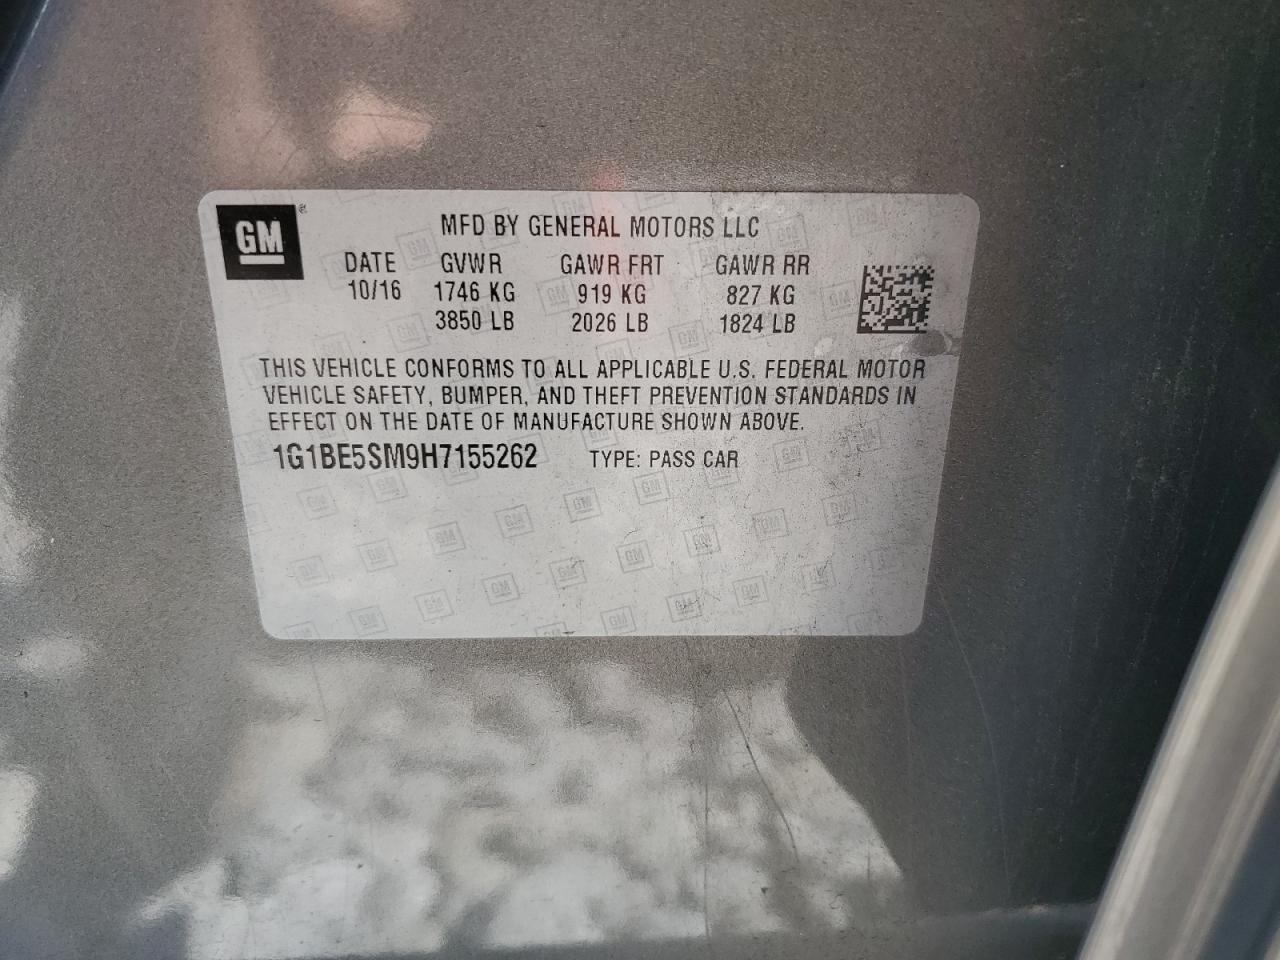 GM®
MFD BY GENERAL MOTORS LLC
DATE GVWR GAWR FRT GAWR RR
10/16 1746 KG 919 KG 827 KG
3850 LB 2026 LB 1824 LB
THIS VEHICLE CONFORMS TO ALL APPLICABLE U.S. FEDERAL MOTOR
VEHICLE SAFETY, BUMPER, AND THEFT PREVENTION STANDARDS IN
EFFECT ON THE DATE OF MANUFACTURE SHOWN ABOVE.
1G1BE5SM9H7155262 TYPE: PASS CAR